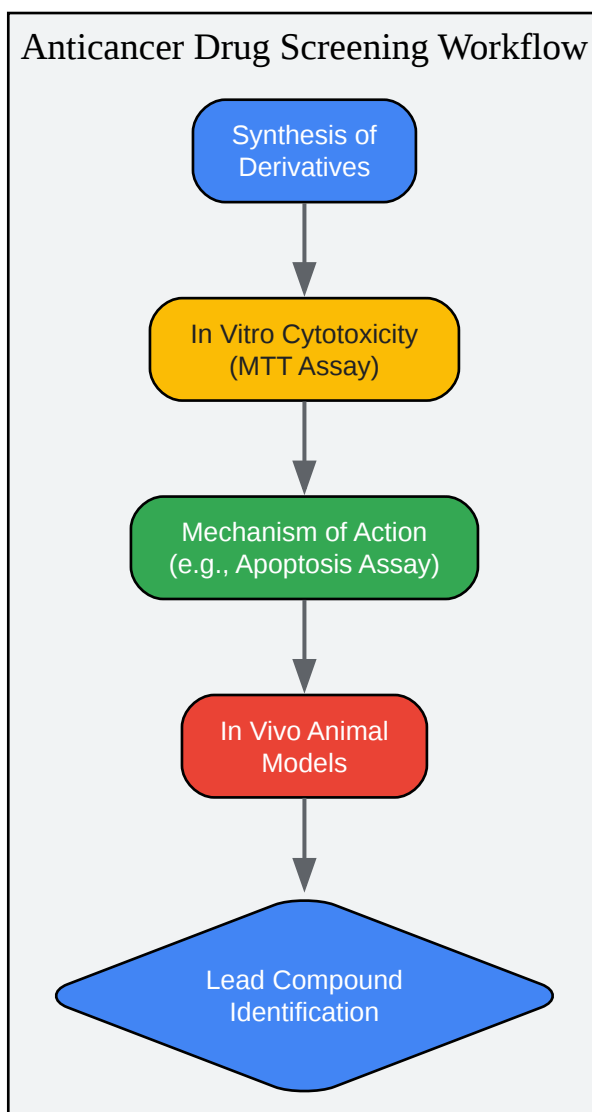 Anticancer Drug Screening Workflow
Synthesis of
Derivatives
In Vitro Cytotoxicity
(MTT Assay)
Mechanism of Action
(e.g., Apoptosis Assay)
In Vivo Animal
Models
Lead Compound
Identification